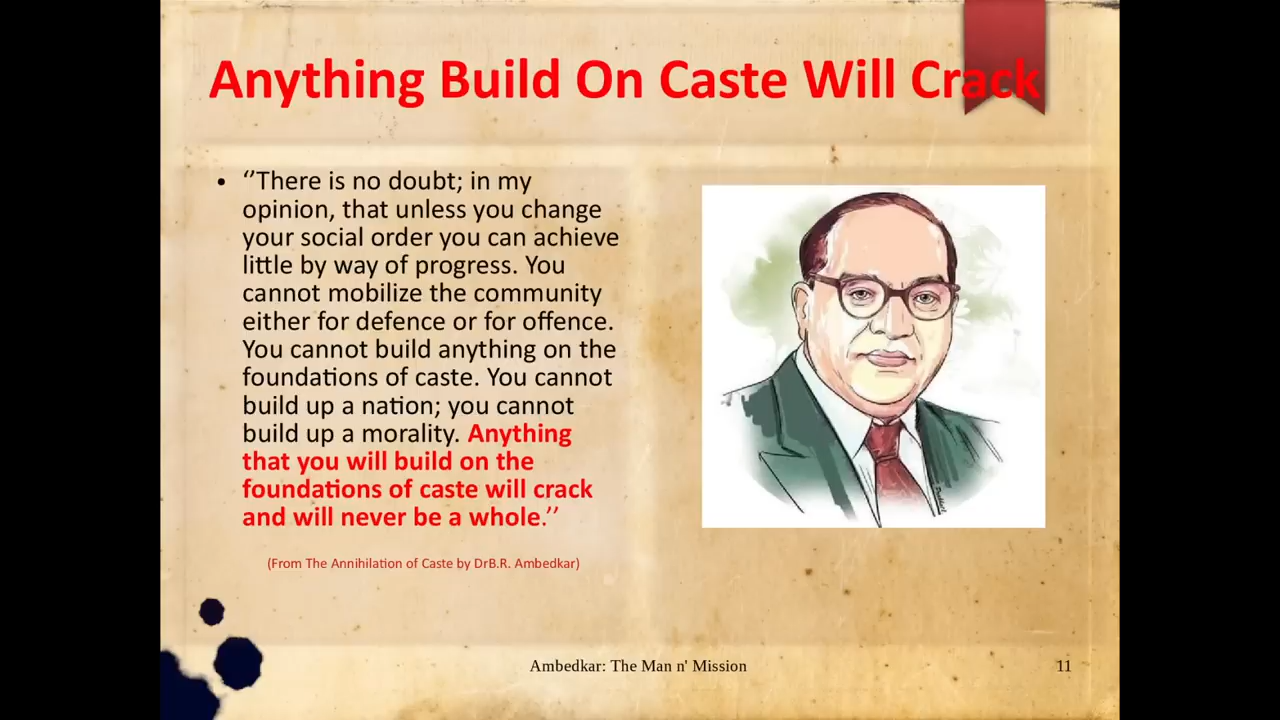 Anything Build On Caste Will Crack
• ‘’There is no doubt; in my
opinion, that unless you change
your social order you can achieve
little by way of progress. You
cannot mobilize the community
either for defence or for offence.
You cannot build anything on the
foundations of caste. You cannot
build up a nation; you cannot
build up a morality. Anything
that you will build on the
foundations of caste will crack
and will never be a whole.’’
(From The Annihilation of Caste by DrB.R. Ambedkar)
Ambedkar: The Man n' Mission
11